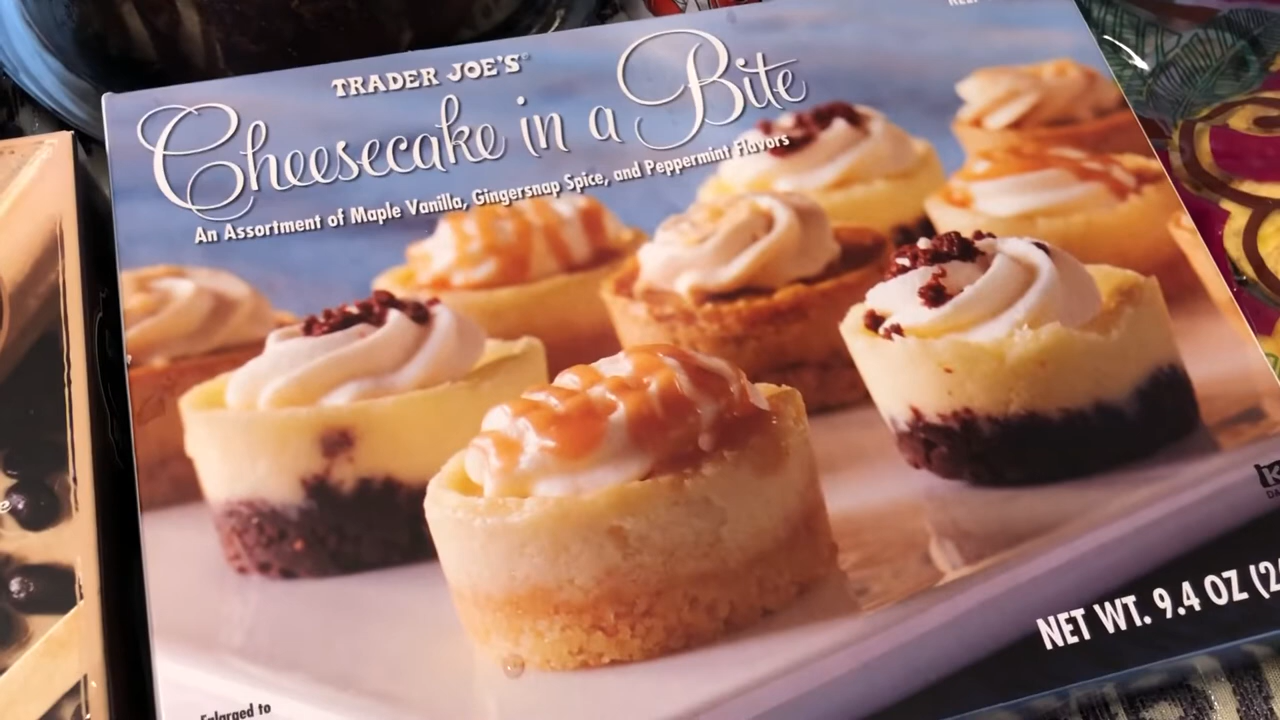 TRADER JOE'S
Cheesecake in a Bite
An Assortment of Maple Vanilla, Gingersnap Spice, and Peppermint Flavors
NET WT. 9.4 OZ (2
Enlarged to